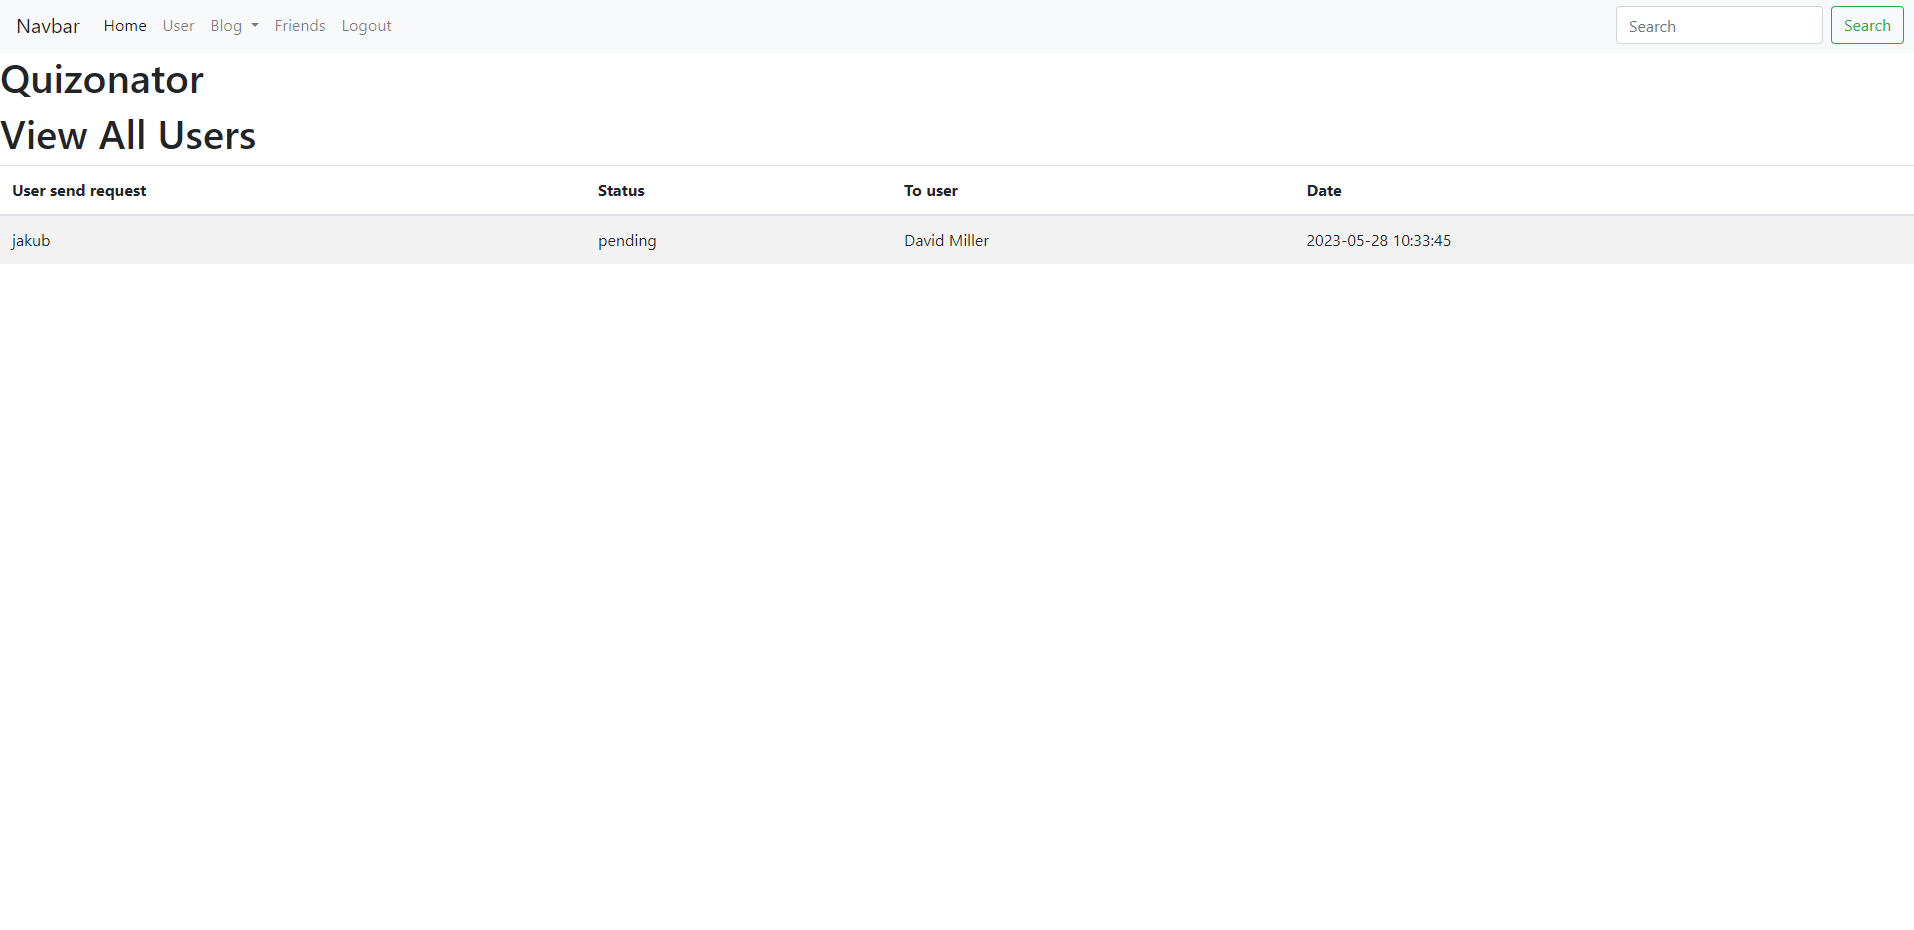 Navbar Home User Blog Friends Logout Search Search
Quizonator
View All Users
User send request Status To user Date
jakub pending David Miller 2023-05-28 10:33:45